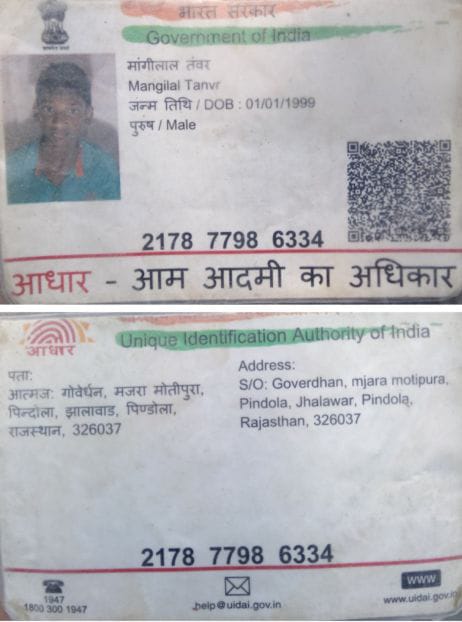 भारत सरकार
Government of India
मांगीलाल तंवर
Mangilal Tanvr
जन्म तिथि / DOB : 01/01/1999
पुरुष / Male
2178 7798 6334
आधार - आम आदमी का अधिकार
आधार
Unique Identification Authority of India
पता:
आत्मज: गोवेर्धन, मजरा मोतीपुरा,
पिन्दोला, झालावाड, पिण्डोला,
राजस्थान, 326037
Address:
S/O: Goverdhan, mjara motipura,
Pindola, Jhalawar, Pindola,
Rajasthan, 326037
2178 7798 6334
1947
1800 300 1947
help@uidai.gov.in
www
www.uidai.gov.in